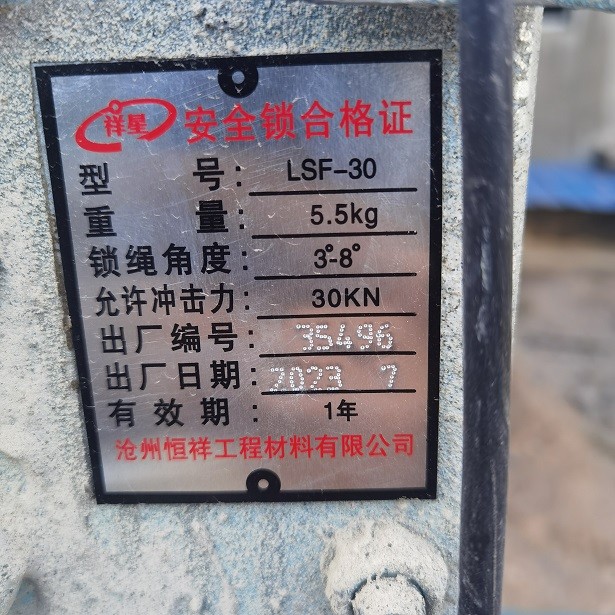 祥星 安全锁合格证
型号: LSF-30
重量: 5.5kg
锁绳角度: 3°-8°
允许冲击力: 30KN
出厂编号: 35496
出厂日期: 2023 7
有效期: 1年
沧州恒祥工程材料有限公司